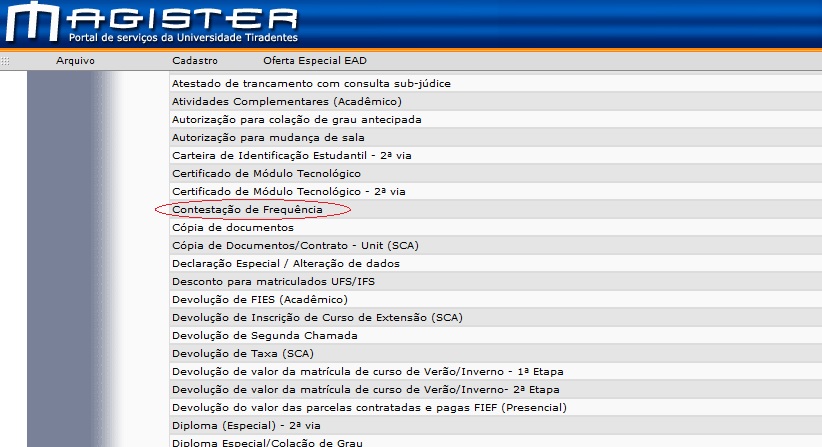 MAGISTER
Portal de serviços da Universidade Tiradentes
Arquivo Cadastro Oferta Especial EAD
Atestado de trancamento com consulta sub-júdice
Atividades Complementares (Acadêmico)
Autorização para colação de grau antecipada
Autorização para mudança de sala
Carteira de Identificação Estudantil - 2ª via
Certificado de Módulo Tecnológico
Certificado de Módulo Tecnológico - 2ª via
Contestação de Frequência
Cópia de documentos
Cópia de Documentos/Contrato - Unit (SCA)
Declaração Especial / Alteração de dados
Desconto para matriculados UFS/IFS
Devolução de FIES (Acadêmico)
Devolução de Inscrição de Curso de Extensão (SCA)
Devolução de Segunda Chamada
Devolução de Taxa (SCA)
Devolução de valor da matrícula de curso de Verão/Inverno - 1ª Etapa
Devolução de valor da matrícula de curso de Verão/Inverno- 2ª Etapa
Devolução do valor das parcelas contratadas e pagas FIEF (Presencial)
Diploma (Especial) - 2ª via
Diploma Especial/Colação de Grau